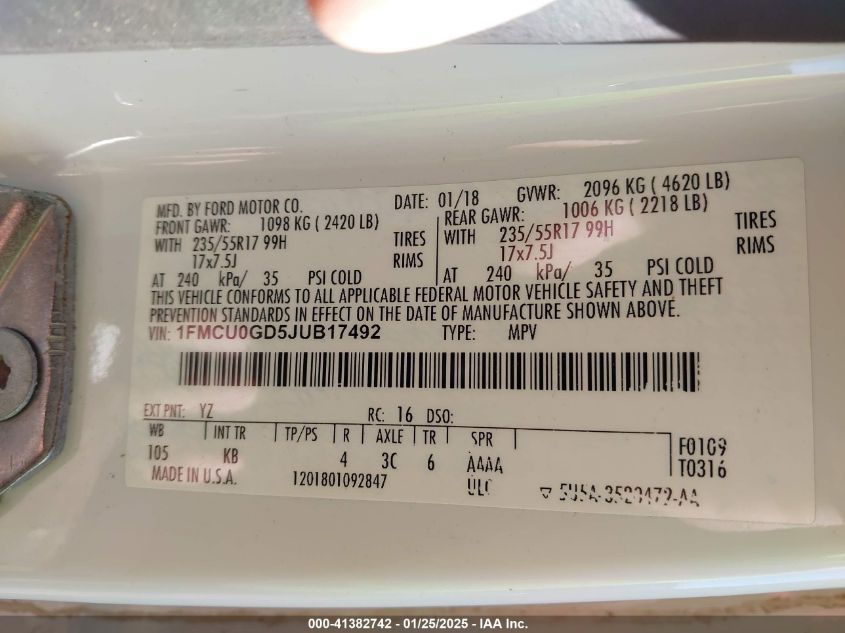 MFD. BY FORD MOTOR CO. DATE: 01/18 GVWR: 2096 KG ( 4620 LB)
FRONT GAWR: 1098 KG ( 2420 LB) REAR GAWR: 1006 KG ( 2218 LB)
WITH 235/55R17 99H TIRES WITH 235/55R17 99H TIRES
17x7.5J RIMS 17x7.5J RIMS
AT 240 kPa/ 35 PSI COLD AT 240 kPa/ 35 PSI COLD
THIS VEHICLE CONFORMS TO ALL APPLICABLE FEDERAL MOTOR VEHICLE SAFETY AND THEFT
PREVENTION STANDARDS IN EFFECT ON THE DATE OF MANUFACTURE SHOWN ABOVE.
VIN: 1FMCU0GD5JUB17492 TYPE: MPV
EXT PNT: YZ RC: 16 DSO:
WB INT TR TP/PS R AXLE TR SPR F0109
105 KB 4 3C 6 AAAA T0316
MADE IN U.S.A. 1201801092847 ULC
000-41382742 - 01/25/2025 - IAA Inc.